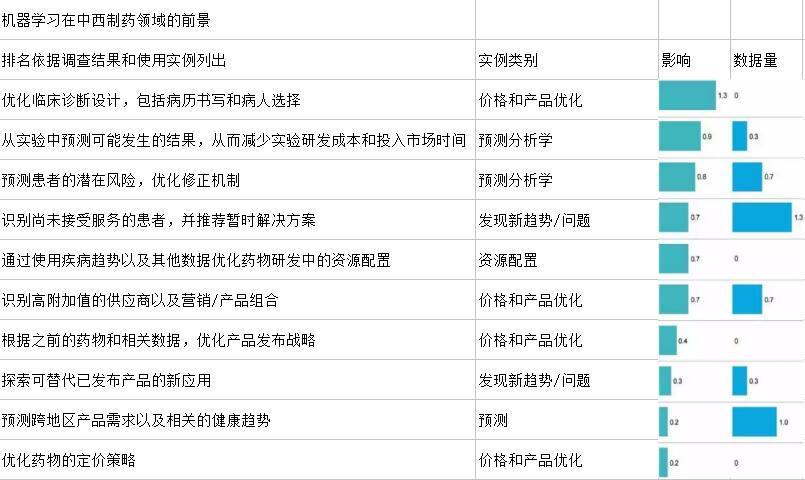 机器学习在中西制药领域的前景
排名依据调查结果和使用实例列出 实例类别 影响 数据量
优化临床诊断设计，包括病历书写和病人选择 价格和产品优化 1.3 0
从实验中预测可能发生的结果，从而减少实验研发成本和投入市场时间 预测分析学 0.9 0.3
预测患者的潜在风险，优化修正机制 预测分析学 0.8 0.7
识别尚未接受服务的患者，并推荐暂时解决方案 发现新趋势/问题 0.7 1.3
通过使用疾病趋势以及其他数据优化药物研发中的资源配置 资源配置 0.7 0
识别高附加值的供应商以及营销/产品组合 价格和产品优化 0.7 0.7
根据之前的药物和相关数据，优化产品发布战略 价格和产品优化 0.4 0
探索可替代已发布产品的新应用 发现新趋势/问题 0.3 0.3
预测跨地区产品需求以及相关的健康趋势 预测 0.2 1.0
优化药物的定价策略 价格和产品优化 0.2 0